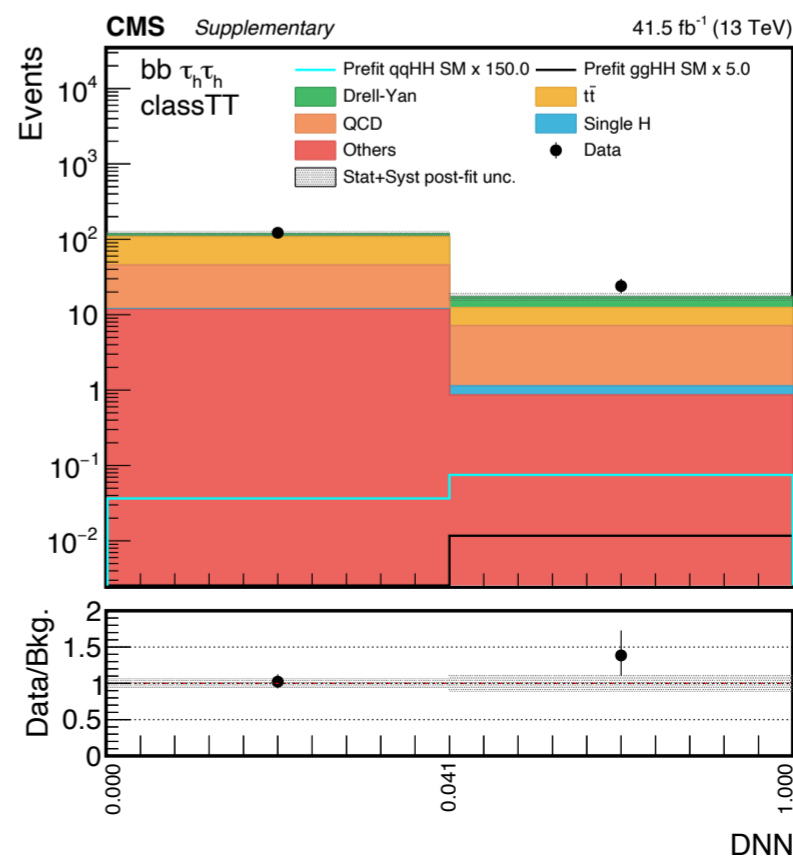 CMS Supplementary 41.5 fb⁻¹ (13 TeV)
Events
bb τₕτₕ
classTT
Prefit qqHH SM x 150.0
Prefit ggHH SM x 5.0
Drell-Yan
tt̄
QCD
Single H
Others
Data
Stat+Syst post-fit unc.
10⁴
10³
10²
10
1
10⁻¹
10⁻²
Data/Bkg.
2
1.5
1
0.5
0
0.000
0.041
1.000
DNN